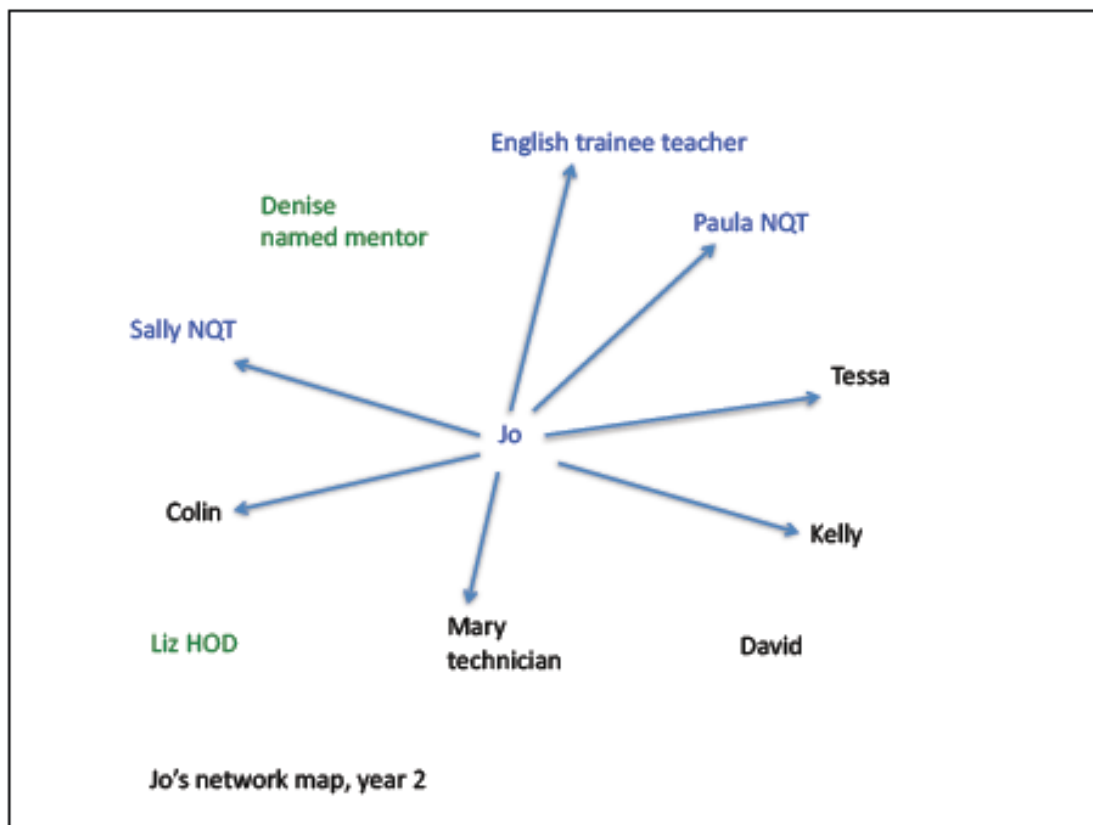 English trainee teacher
Denise
named mentor
Paula NQT
Sally NQT
Tessa
Jo
Colin
Kelly
Mary
technician
Liz HOD
David
Jo's network map, year 2